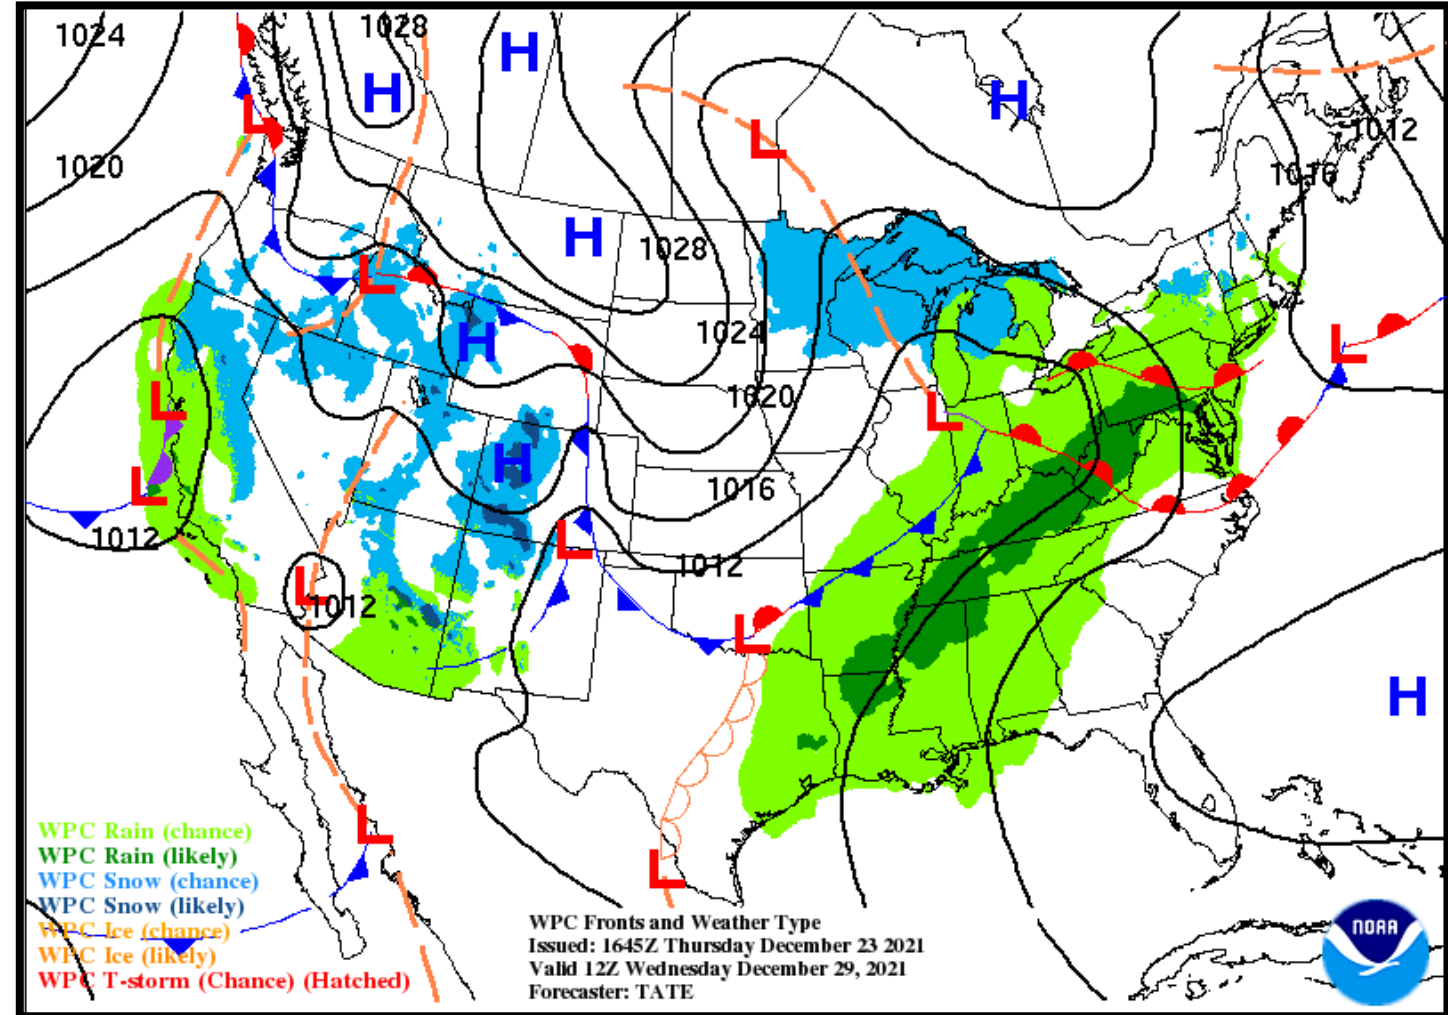 1024
1028
H
H
H
L
L
1012
1020
1016
H
1028
L
H
1024
L
1020
L
L
H
L
1016
H
1012
L
1012
L
1012
L
H
L
L
WPC Rain (chance)
WPC Rain (likely)
WPC Snow (chance)
WPC Snow (likely)
WPC Ice (chance)
WPC Ice (likely)
WPC T-storm (Chance) (Hatched)
WPC Fronts and Weather Type
Issued: 1645Z Thursday December 23 2021
Valid 12Z Wednesday December 29, 2021
Forecaster: TATE
NOAA